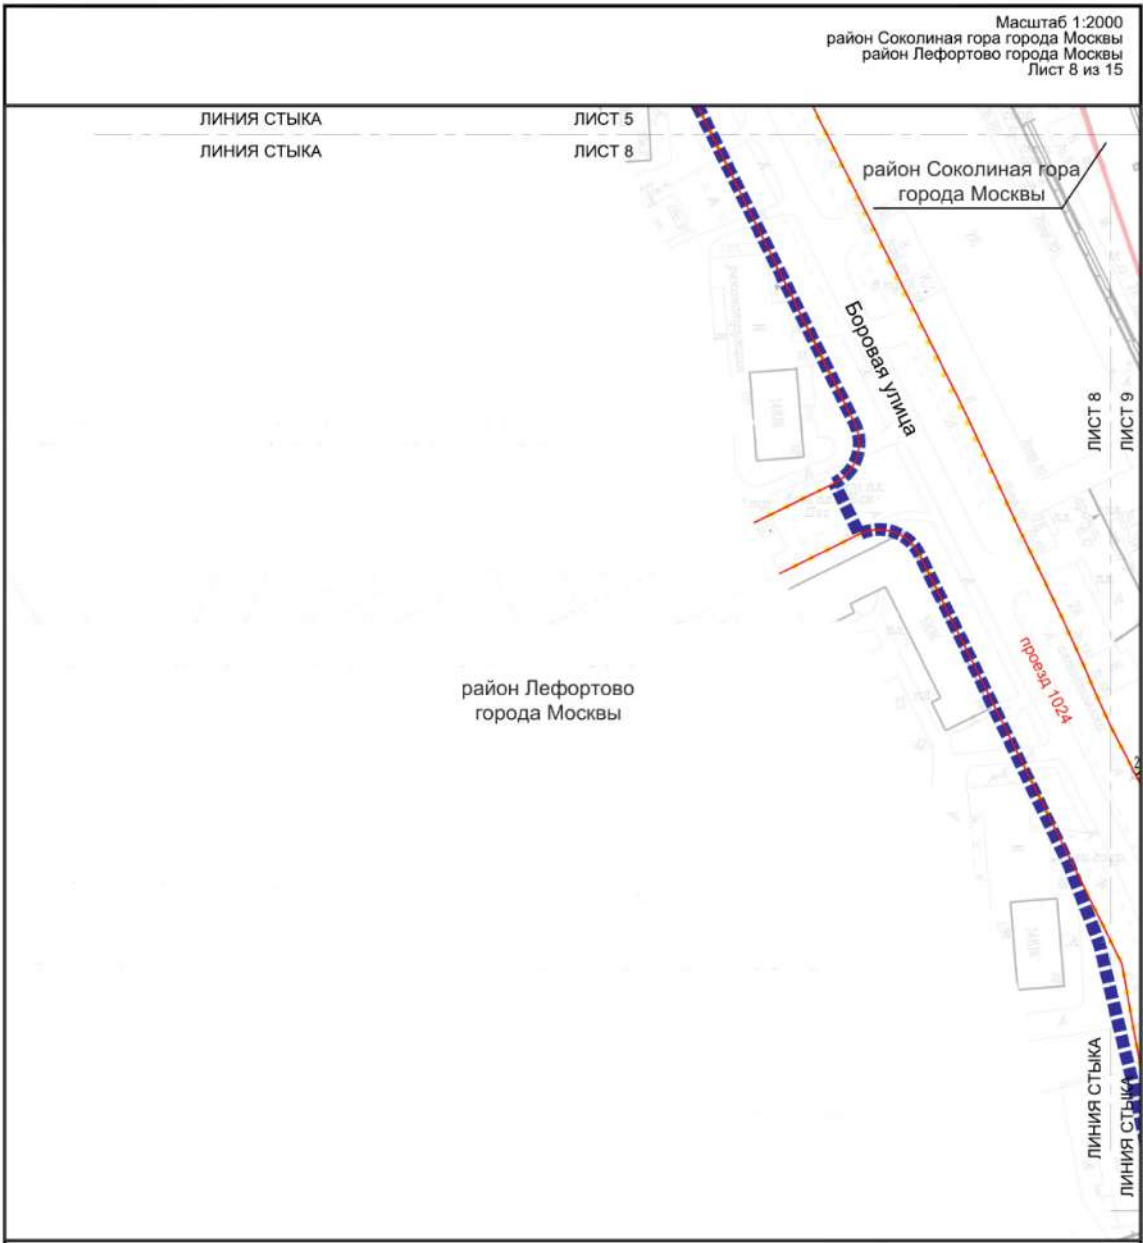 Масштаб 1:2000
район Соколиная гора города Москвы
район Лефортово города Москвы
Лист 8 из 15
ЛИНИЯ СТЫКА ЛИСТ 5
ЛИНИЯ СТЫКА ЛИСТ 8
район Соколиная гора
города Москвы
Боровая улица
ЛИСТ 8
ЛИСТ 9
проезд 1024
район Лефортово
города Москвы
ЛИНИЯ СТЫКА
ЛИНИЯ СТЫКА